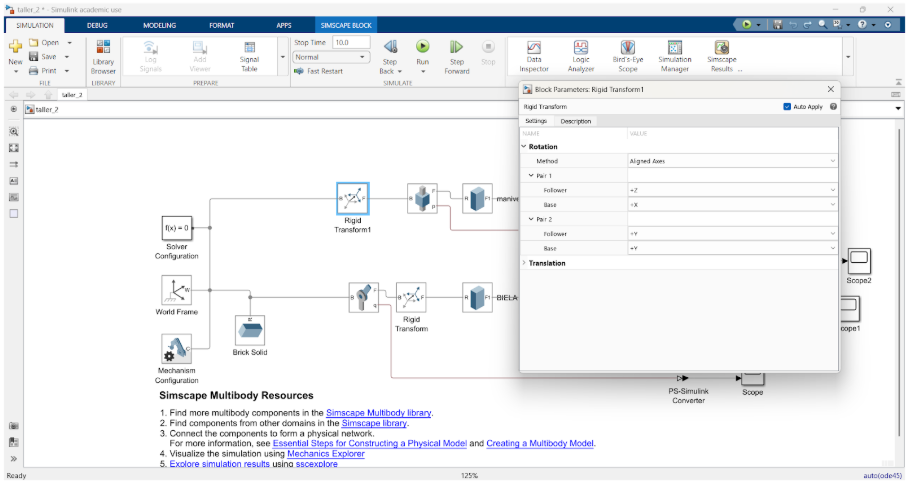 taller_2 * - Simulink academic use
SIMULATION DEBUG MODELING FORMAT APPS SIMSCAPE BLOCK
New
Open
Save
Print
FILE
Library Browser
LIBRARY
Log Signals
Add Viewer
Signal Table
PREPARE
Stop Time 10.0
Normal
Fast Restart
Step Back
Run
Step Forward
Stop
SIMULATE
Data Inspector
Logic Analyzer
Bird's-Eye Scope
Simulation Manager
Simscape Results ...
taller_2
taller_2
Block Parameters: Rigid Transform1
Rigid Transform
Auto Apply
Settings Description
NAME VALUE
Rotation
Method Aligned Axes
Pair 1
Follower +Z
Base +X
Pair 2
Follower +Y
Base +Y
Translation
B F
Rigid Transform1
R F1
f(x) = 0
Solver Configuration
W
World Frame
R
Brick Solid
C
Mechanism Configuration
B F q
B F
Rigid Transform
R F1
BIELA
Scope2
PS-Simulink Converter
Scope
Simscape Multibody Resources
1. Find more multibody components in the Simscape Multibody library.
2. Find components from other domains in the Simscape library.
3. Connect the components to form a physical network.
For more information, see Essential Steps for Constructing a Physical Model and Creating a Multibody Model.
4. Visualize the simulation using Mechanics Explorer
5. Explore simulation results using sscexplore
Ready 125% auto(ode45)